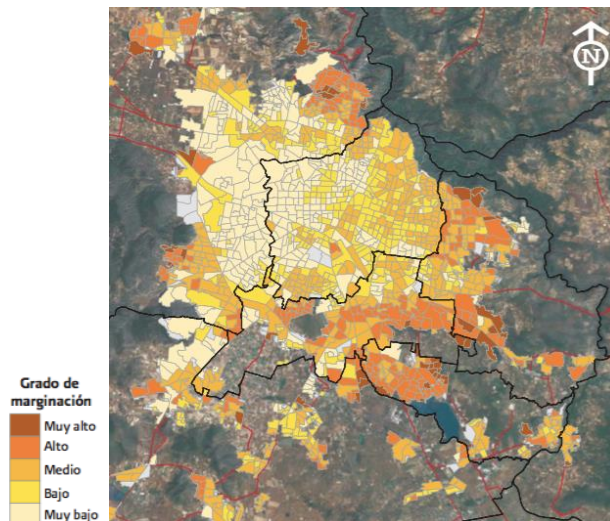 N
Grado de
marginación
Muy alto
Alto
Medio
Bajo
Muy bajo